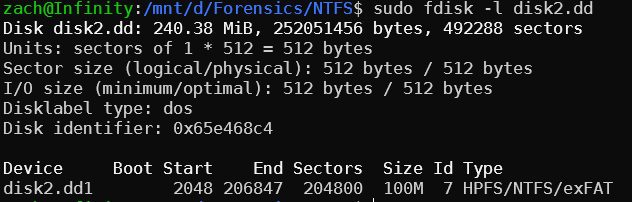 zach@Infinity:/mnt/d/Forensics/NTFS$ sudo fdisk -l disk2.dd
Disk disk2.dd: 240.38 MiB, 252051456 bytes, 492288 sectors
Units: sectors of 1 * 512 = 512 bytes
Sector size (logical/physical): 512 bytes / 512 bytes
I/O size (minimum/optimal): 512 bytes / 512 bytes
Disklabel type: dos
Disk identifier: 0x65e468c4

Device     Boot Start    End Sectors  Size Id Type
disk2.dd1        2048 206847  204800  100M  7 HPFS/NTFS/exFAT